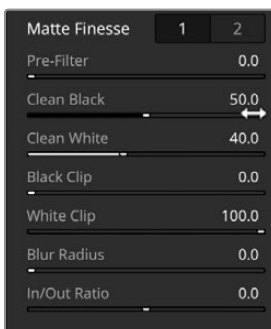 Matte Finesse 1 2
Pre-Filter 0.0
Clean Black 50.0
Clean White 40.0
Black Clip 0.0
White Clip 100.0
Blur Radius 0.0
In/Out Ratio 0.0